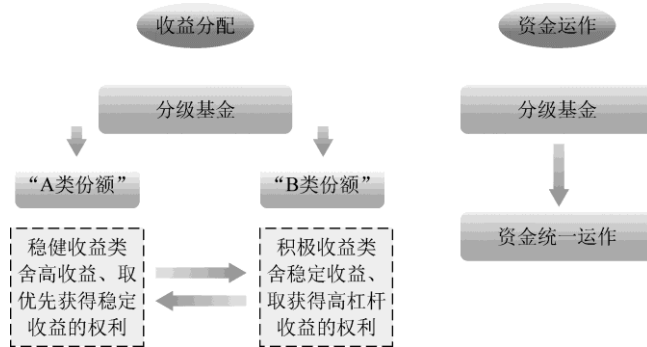 收益分配
资金运作
分级基金
分级基金
“A类份额”
“B类份额”
资金统一运作
稳健收益类
舍高收益、取
优先获得稳定
收益的权利
积极收益类
舍稳定收益、
取获得高杠杆
收益的权利